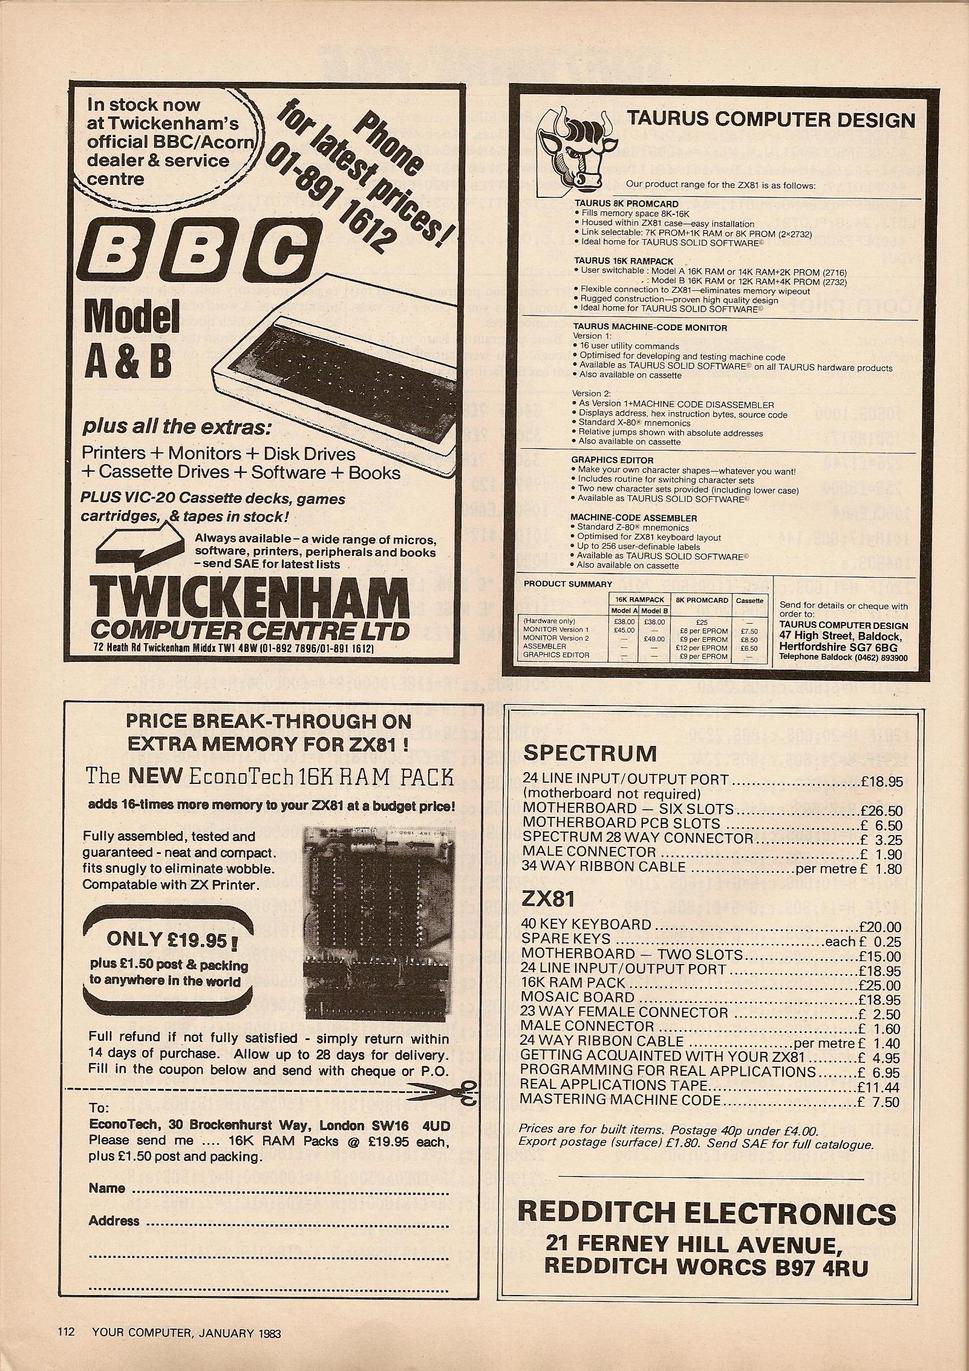 In stock now
at Twickenham's
official BBC/Acorn
dealer & service
centre
Phone
for latest prices!
01-891 1612
BBC
Model
A & B
plus all the extras:
Printers + Monitors + Disk Drives
+ Cassette Drives + Software + Books
PLUS VIC-20 Cassette decks, games
cartridges, & tapes in stock!
Always available – a wide range of micros,
software, printers, peripherals and books
– send SAE for latest lists
TWICKENHAM
COMPUTER CENTRE LTD
72 Heath Rd Twickenham Middx TW1 4BW (01-892 7896/01-891 1612)
TAURUS COMPUTER DESIGN
Our product range for the ZX81 is as follows:
TAURUS 8K PROMCARD
• Fills memory space 8K-16K
• Housed within ZX81 case—easy installation
• Link selectable: 7K PROM+1K RAM or 8K PROM (2×2732)
• Ideal home for TAURUS SOLID SOFTWARE©
TAURUS 16K RAMPACK
• User switchable : Model A 16K RAM or 14K RAM+2K PROM (2716)
: Model B 16K RAM or 12K RAM+4K PROM (2732)
• Flexible connection to ZX81—eliminates memory wipeout
• Rugged construction—proven high quality design
• Ideal home for TAURUS SOLID SOFTWARE©
TAURUS MACHINE-CODE MONITOR
Version 1:
• 16 user utility commands
• Optimised for developing and testing machine code
• Available as TAURUS SOLID SOFTWARE© on all TAURUS hardware products
• Also available on cassette
Version 2:
• As Version 1+MACHINE CODE DISASSEMBLER
• Displays address, hex instruction bytes, source code
• Standard X-80® mnemonics
• Relative jumps shown with absolute addresses
• Also available on cassette
GRAPHICS EDITOR
• Make your own character shapes—whatever you want!
• Includes routine for switching character sets
• Two new character sets provided (including lower case)
• Available as TAURUS SOLID SOFTWARE©
MACHINE-CODE ASSEMBLER
• Standard Z-80® mnemonics
• Optimised for ZX81 keyboard layout
• Up to 256 user-definable labels
• Available as TAURUS SOLID SOFTWARE©
• Also available on cassette
PRODUCT SUMMARY
16K RAMPACK 8K PROMCARD Cassette
Model A Model B
(Hardware only) £38.00 £38.00 £25 —
MONITOR Version 1 £45.00 — £8 per EPROM £7.50
MONITOR Version 2 — £49.00 £9 per EPROM £8.50
ASSEMBLER — — £12 per EPROM £6.50
GRAPHICS EDITOR — — £9 per EPROM —
Send for details or cheque with
order to:
TAURUS COMPUTER DESIGN
47 High Street, Baldock,
Hertfordshire SG7 6BG
Telephone Baldock (0462) 893900
PRICE BREAK-THROUGH ON
EXTRA MEMORY FOR ZX81 !
The NEW EconoTech 16K RAM PACK
adds 16-times more memory to your ZX81 at a budget price!
Fully assembled, tested and
guaranteed - neat and compact.
fits snugly to eliminate wobble.
Compatable with ZX Printer.
ONLY £19.95 !
plus £1.50 post & packing
to anywhere in the world
Full refund if not fully satisfied - simply return within
14 days of purchase. Allow up to 28 days for delivery.
Fill in the coupon below and send with cheque or P.O.
To:
EconoTech, 30 Brockenhurst Way, London SW16 4UD
Please send me .... 16K RAM Packs @ £19.95 each,
plus £1.50 post and packing.
Name
Address
SPECTRUM
24 LINE INPUT/OUTPUT PORT £18.95
(motherboard not required)
MOTHERBOARD — SIX SLOTS £26.50
MOTHERBOARD PCB SLOTS £ 6.50
SPECTRUM 28 WAY CONNECTOR £ 3.25
MALE CONNECTOR £ 1.90
34 WAY RIBBON CABLE per metre £ 1.80
ZX81
40 KEY KEYBOARD £20.00
SPARE KEYS each £ 0.25
MOTHERBOARD — TWO SLOTS £15.00
24 LINE INPUT/OUTPUT PORT £18.95
16K RAM PACK £25.00
MOSAIC BOARD £18.95
23 WAY FEMALE CONNECTOR £ 2.50
MALE CONNECTOR £ 1.60
24 WAY RIBBON CABLE per metre £ 1.40
GETTING ACQUAINTED WITH YOUR ZX81 £ 4.95
PROGRAMMING FOR REAL APPLICATIONS £ 6.95
REAL APPLICATIONS TAPE £11.44
MASTERING MACHINE CODE £ 7.50
Prices are for built items. Postage 40p under £4.00.
Export postage (surface) £1.80. Send SAE for full catalogue.
REDDITCH ELECTRONICS
21 FERNEY HILL AVENUE,
REDDITCH WORCS B97 4RU
112 YOUR COMPUTER, JANUARY 1983